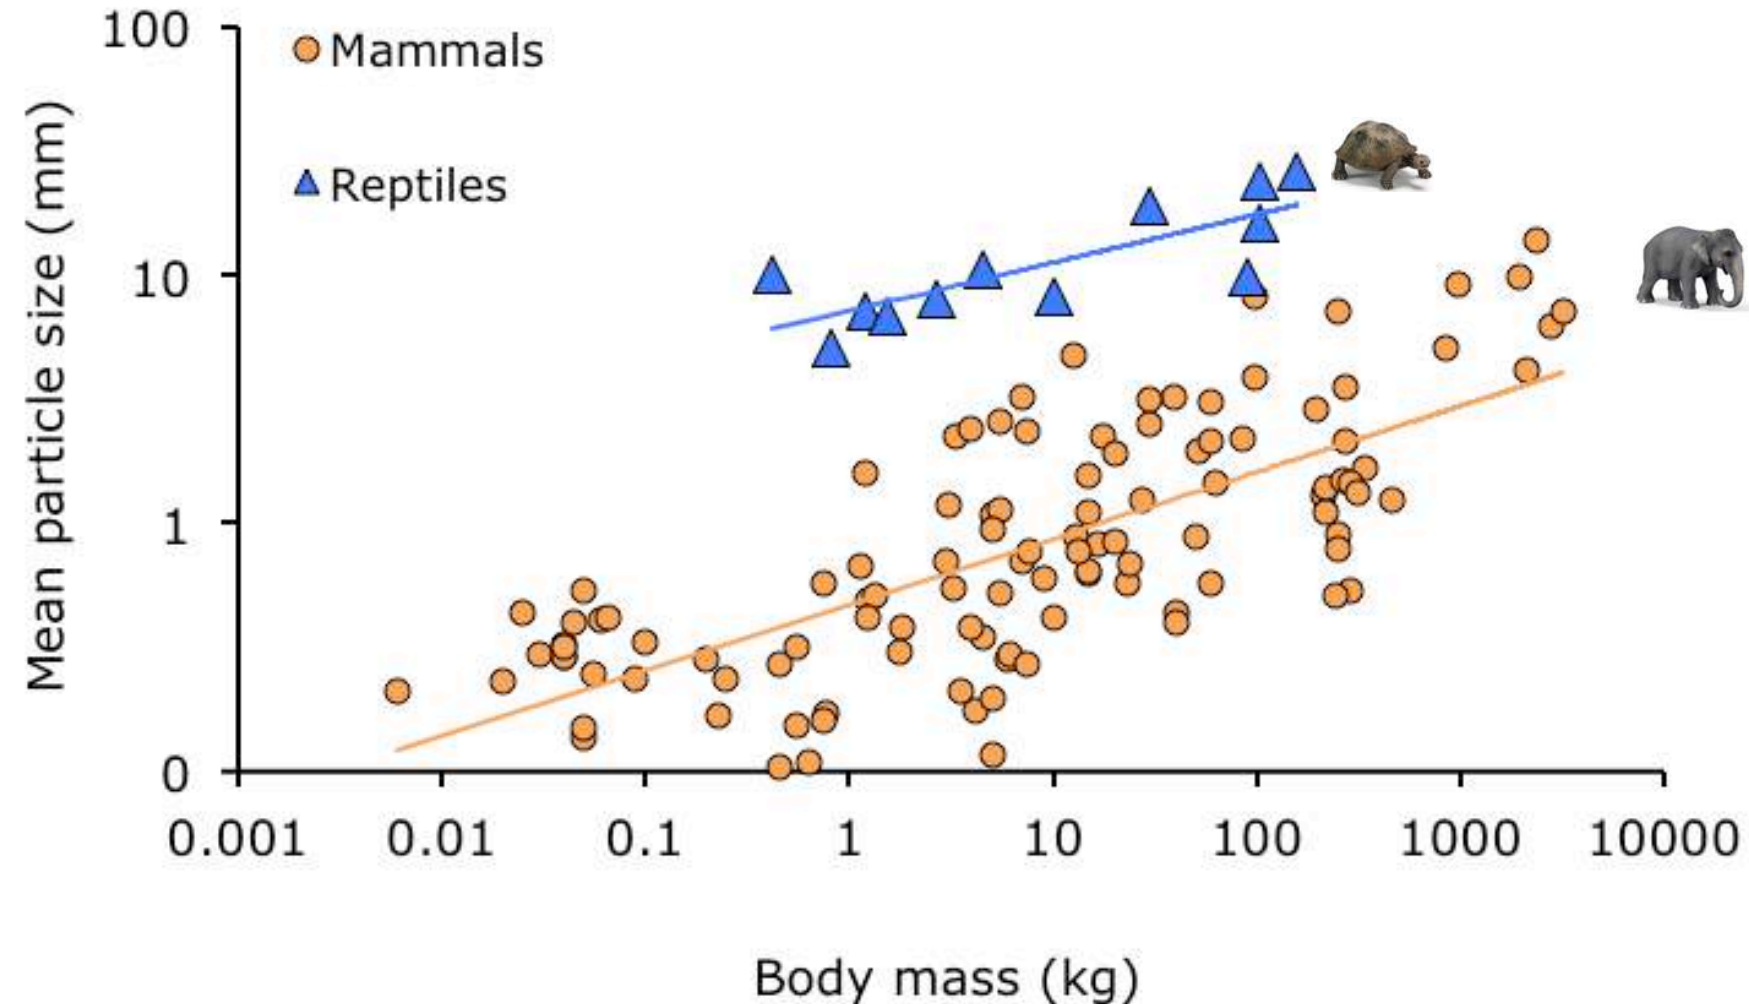 100
Mammals
Reptiles
10
1
0
Mean particle size (mm)
0.001 0.01 0.1 1 10 100 1000 10000
Body mass (kg)